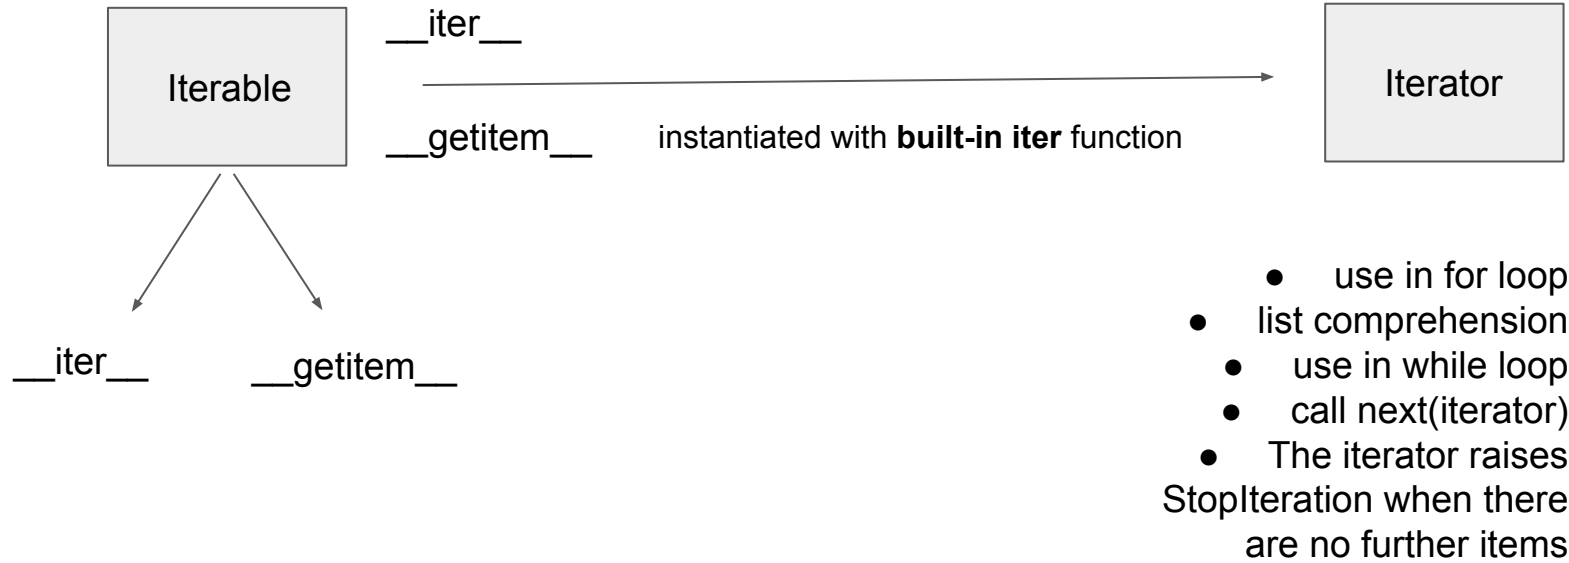 Iterable
__iter__
__getitem__
instantiated with built-in iter function
Iterator
__iter__
__getitem__
● use in for loop
● list comprehension
● use in while loop
● call next(iterator)
● The iterator raises
StopIteration when there
are no further items